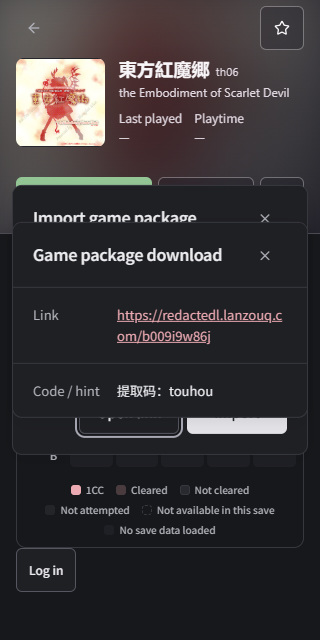 東方紅魔郷 th06
the Embodiment of Scarlet Devil
Last played Playtime
— —
Import game package
Game package download
Link
https://redactedl.lanzouq.c
om/b009i9w86j
Code / hint
提取码：touhou
B
1CC Cleared Not cleared
Not attempted Not available in this save
No save data loaded
Log in